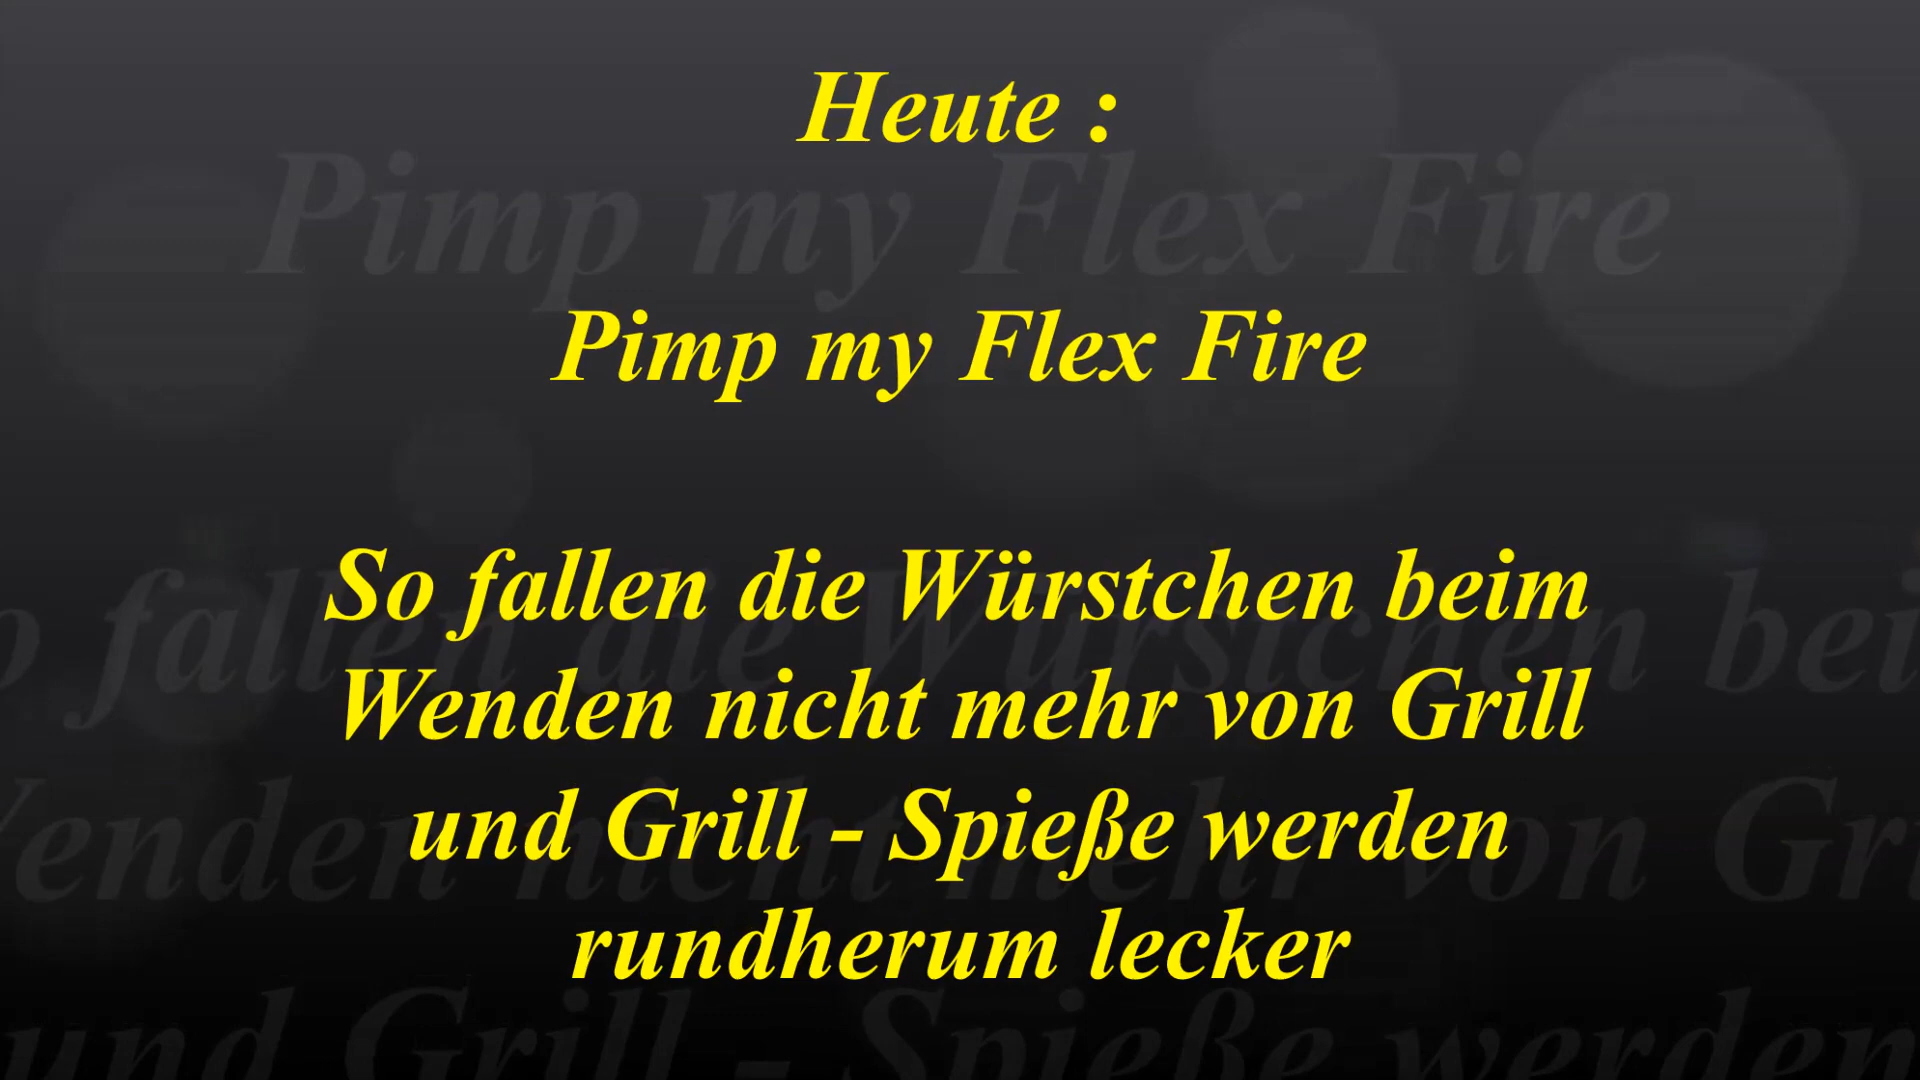 Heute :
Pimp my Flex Fire
So fallen die Würstchen beim
Wenden nicht mehr von Grill
und Grill - Spieße werden
rundherum lecker